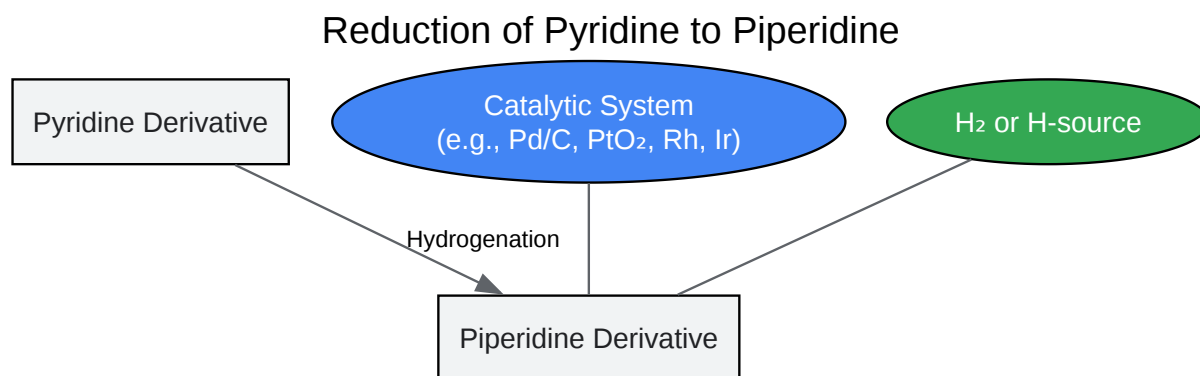 Reduction of Pyridine to Piperidine
Pyridine Derivative
Catalytic System
(e.g., Pd/C, PtO₂, Rh, Ir)
H₂ or H-source
Hydrogenation
Piperidine Derivative